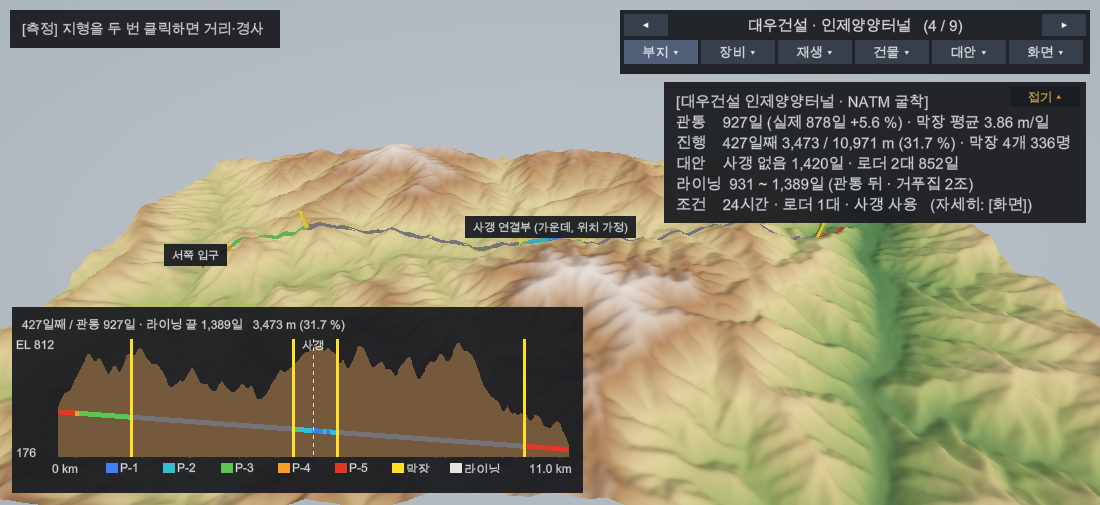 [측정] 지형을 두 번 클릭하면 거리·경사
◂ 대우건설 · 인제양양터널 (4 / 9) ▸
부지 ▾ 장비 ▾ 재생 ▾ 건물 ▾ 대안 ▾ 화면 ▾
[대우건설 인제양양터널 · NATM 굴착] 접기 ▴
관통 927일 (실제 878일 +5.6 %) · 막장 평균 3.86 m/일
진행 427일째 3,473 / 10,971 m (31.7 %) · 막장 4개 336명
대안 사갱 없음 1,420일 · 로더 2대 852일
라이닝 931 ~ 1,389일 (관통 뒤 · 거푸집 2조)
조건 24시간 · 로더 1대 · 사갱 사용 (자세히: [화면])
사갱 연결부 (가운데, 위치 가정)
서쪽 입구
427일째 / 관통 927일 · 라이닝 끝 1,389일 3,473 m (31.7 %)
EL 812
사갱
176
0 km P-1 P-2 P-3 P-4 P-5 막장 라이닝 11.0 km